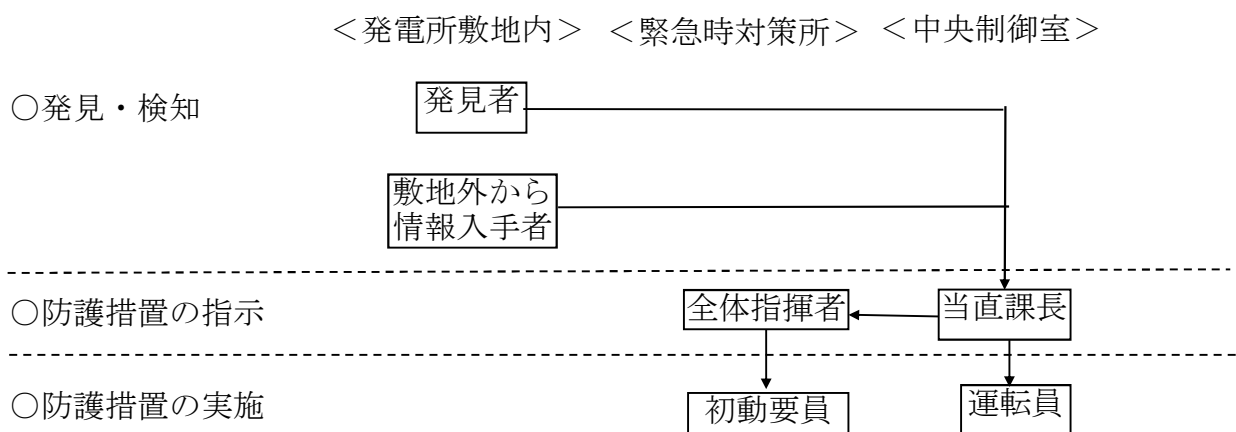 ＜発電所敷地内＞ ＜緊急時対策所＞ ＜中央制御室＞
○発見・検知
発見者
敷地外から
情報入手者
○防護措置の指示
全体指揮者
当直課長
○防護措置の実施
初動要員
運転員